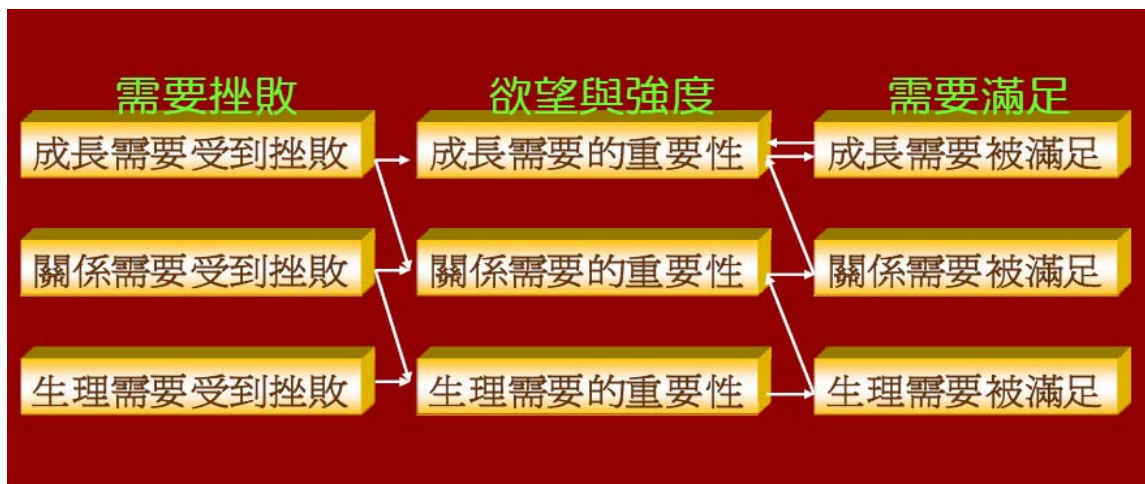 需要挫敗 欲望與強度 需要滿足
成長需要受到挫敗 成長需要的重要性 成長需要被滿足
關係需要受到挫敗 關係需要的重要性 關係需要被滿足
生理需要受到挫敗 生理需要的重要性 生理需要被滿足